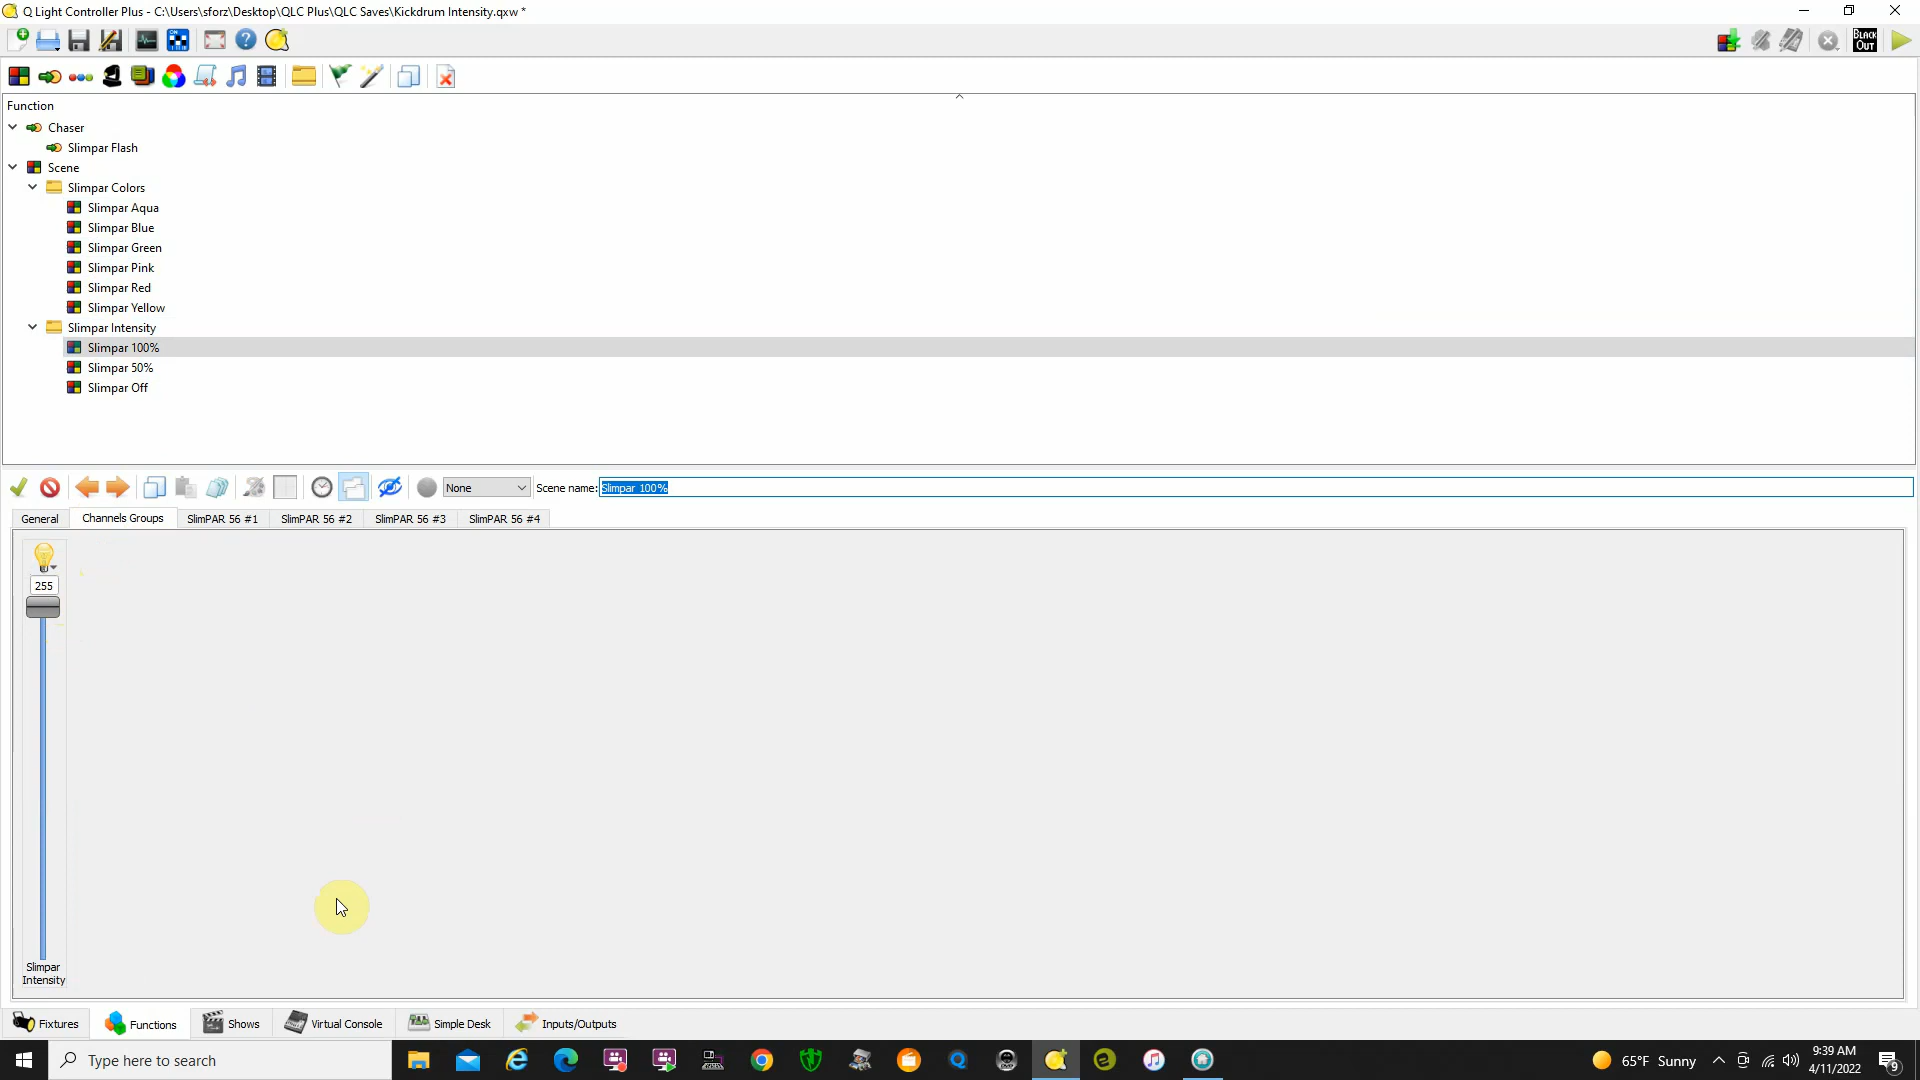 Q Light Controller Plus - C:\Users\sforz\Desktop\QLC Plus\QLC Saves\Kickdrum Intensity.qxw *
BLACK
OUT
Function
Chaser
Slimpar Flash
Scene
Slimpar Colors
Slimpar Aqua
Slimpar Blue
Slimpar Green
Slimpar Pink
Slimpar Red
Slimpar Yellow
Slimpar Intensity
Slimpar 100%
Slimpar 50%
Slimpar Off
None Scene name: Slimpar 100%
General Channels Groups SlimPAR 56 #1 SlimPAR 56 #2 SlimPAR 56 #3 SlimPAR 56 #4
255
Slimpar
Intensity
Fixtures Functions Shows Virtual Console Simple Desk Inputs/Outputs
Type here to search
65°F Sunny
9:39 AM
4/11/2022
9